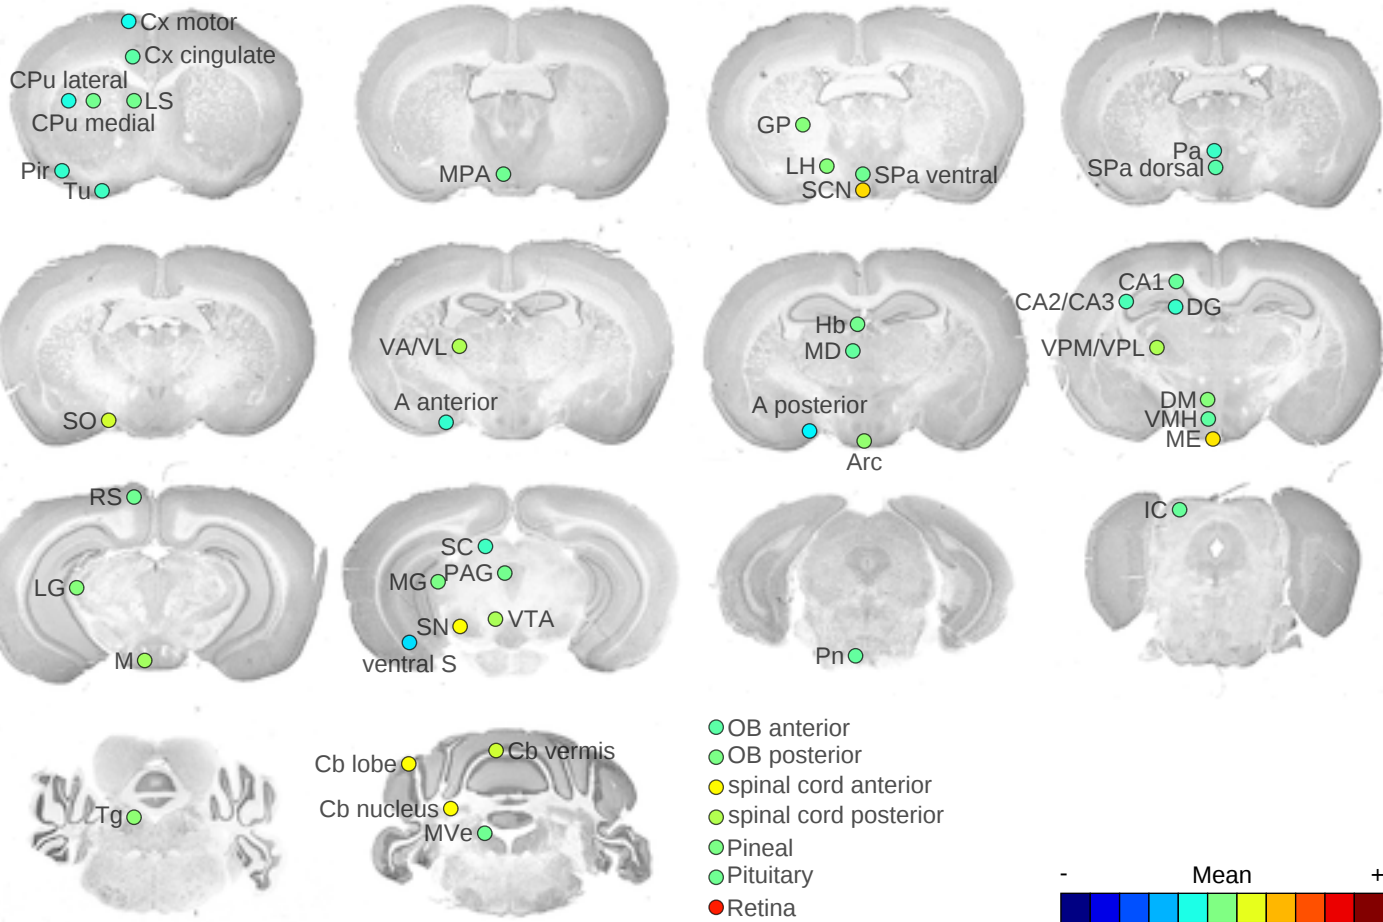 Cx motor
Cx cingulate
CPu lateral
LS
CPu medial
Pir
Tu
MPA
GP
LH
SPa ventral
SCN
Pa
SPa dorsal
SO
VA/VL
A anterior
Hb
MD
A posterior
Arc
CA1
CA2/CA3
DG
VPM/VPL
DM
VMH
ME
RS
LG
M
SC
MG
PAG
SN
VTA
ventral S
Pn
IC
Tg
Cb lobe
Cb vermis
Cb nucleus
MVe
OB anterior
OB posterior
spinal cord anterior
spinal cord posterior
Pineal
Pituitary
Retina
- Mean +